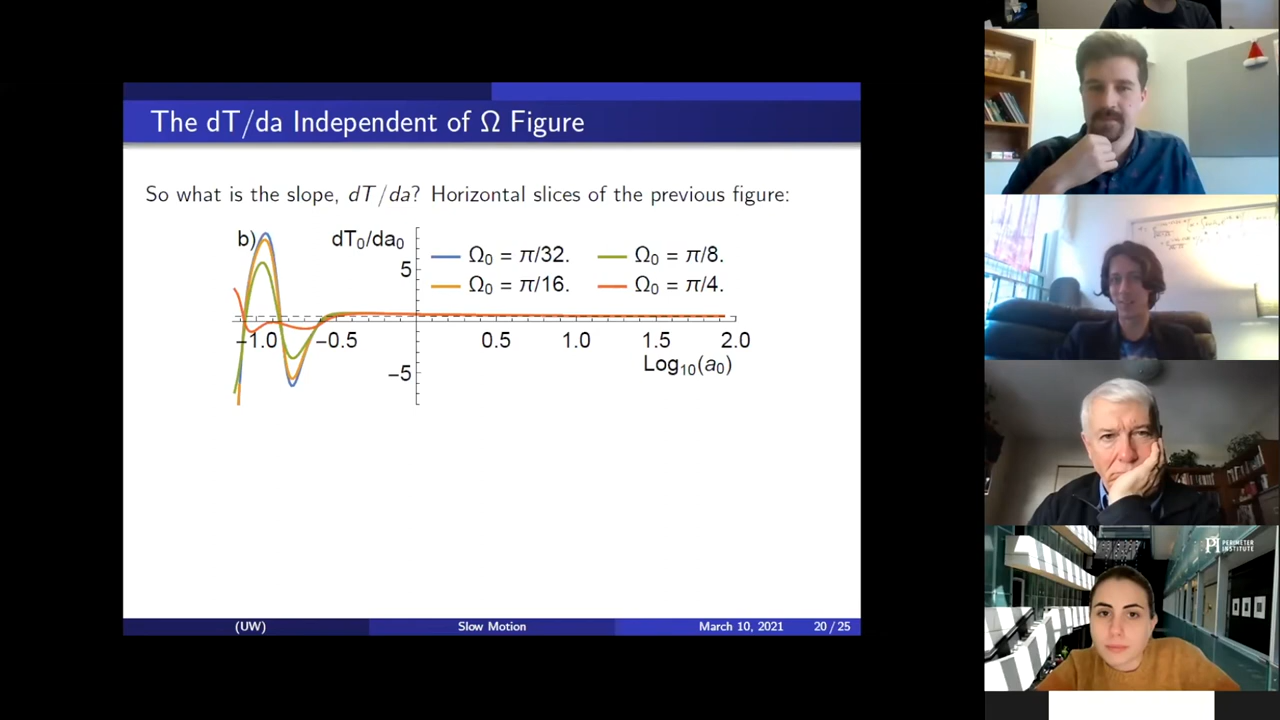 The dT/da Independent of Ω Figure
So what is the slope, dT/da? Horizontal slices of the previous figure:
b)
dT₀/da₀
5
−5
Ω₀ = π/32.
Ω₀ = π/8.
Ω₀ = π/16.
Ω₀ = π/4.
−1.0
−0.5
0.5
1.0
1.5
2.0
Log₁₀(a₀)
(UW)
Slow Motion
March 10, 2021
20 / 25
PI PERIMETER
INSTITUTE